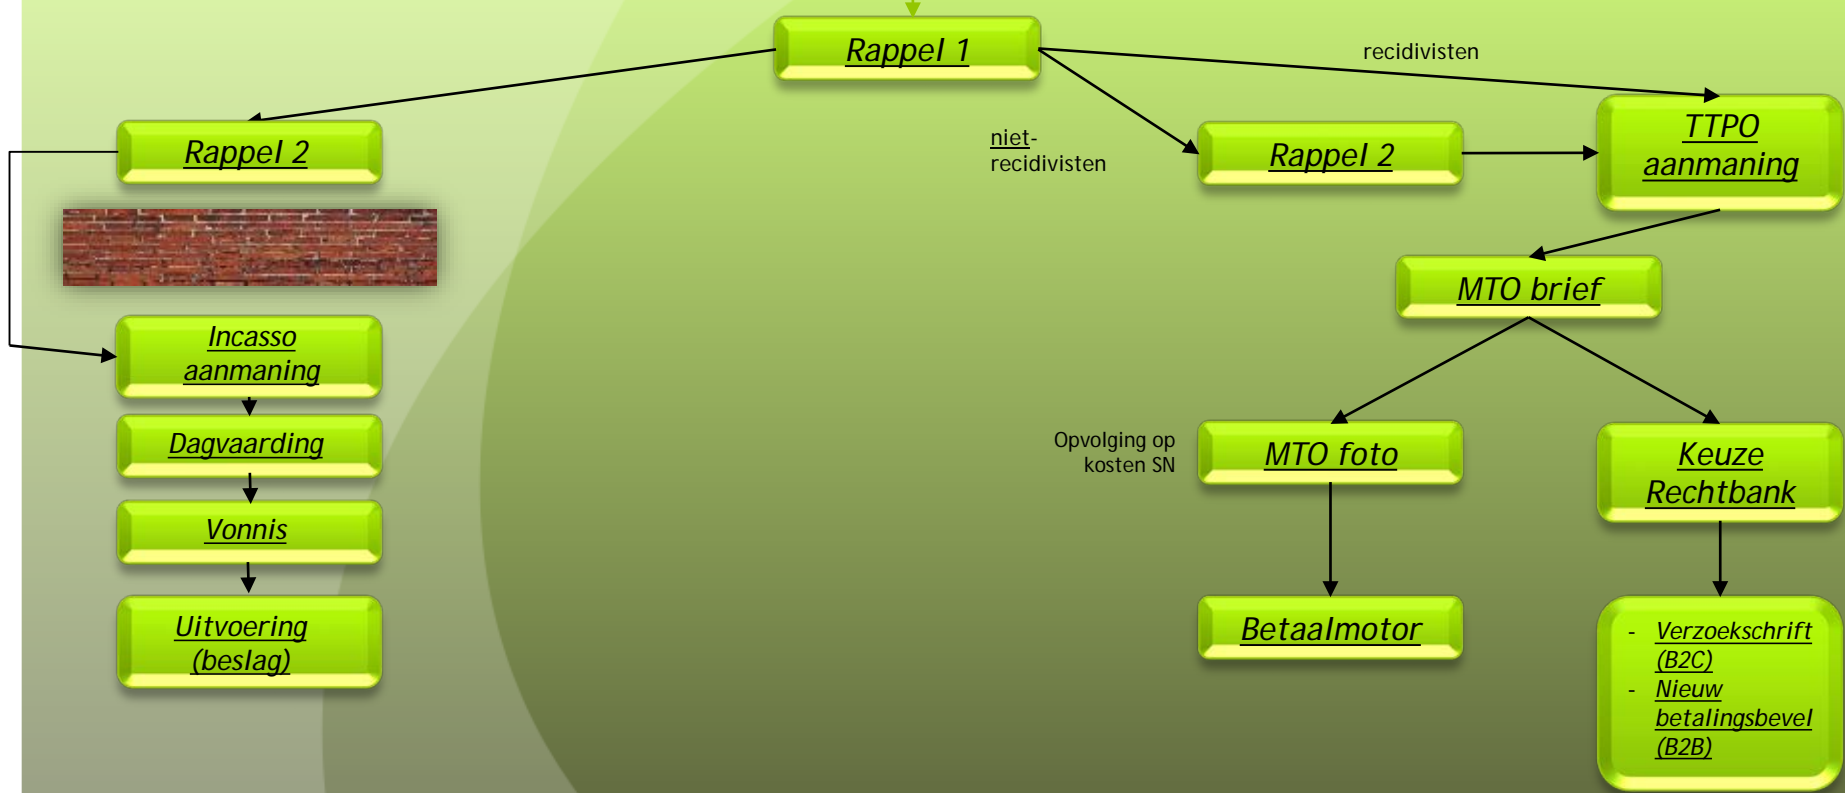 Rappel 1
recidivisten
niet-
recidivisten
Rappel 2
Rappel 2
TTPO
aanmaning
MTO brief
Incasso
aanmaning
Dagvaarding
Vonnis
Uitvoering
(beslag)
Opvolging op
kosten SN
MTO foto
Betaalmotor
Keuze
Rechtbank
- Verzoekschrift
(B2C)
- Nieuw
betalingsbevel
(B2B)